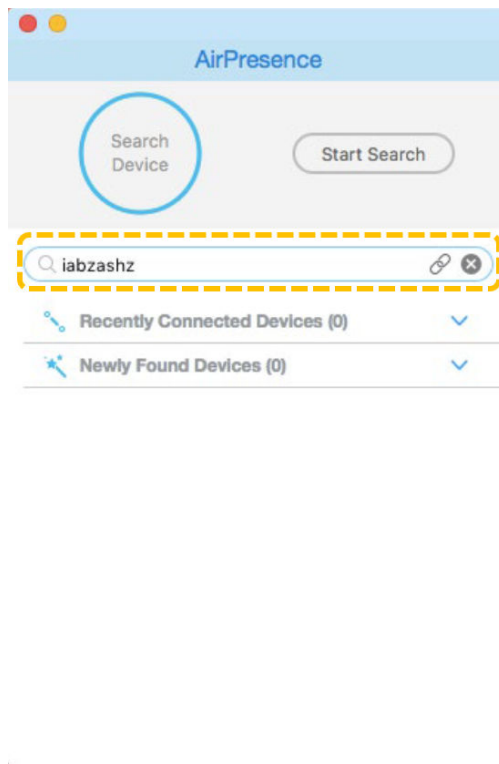 AirPresence
Search
Device
Start Search
iabzashz
Recently Connected Devices (0)
Newly Found Devices (0)